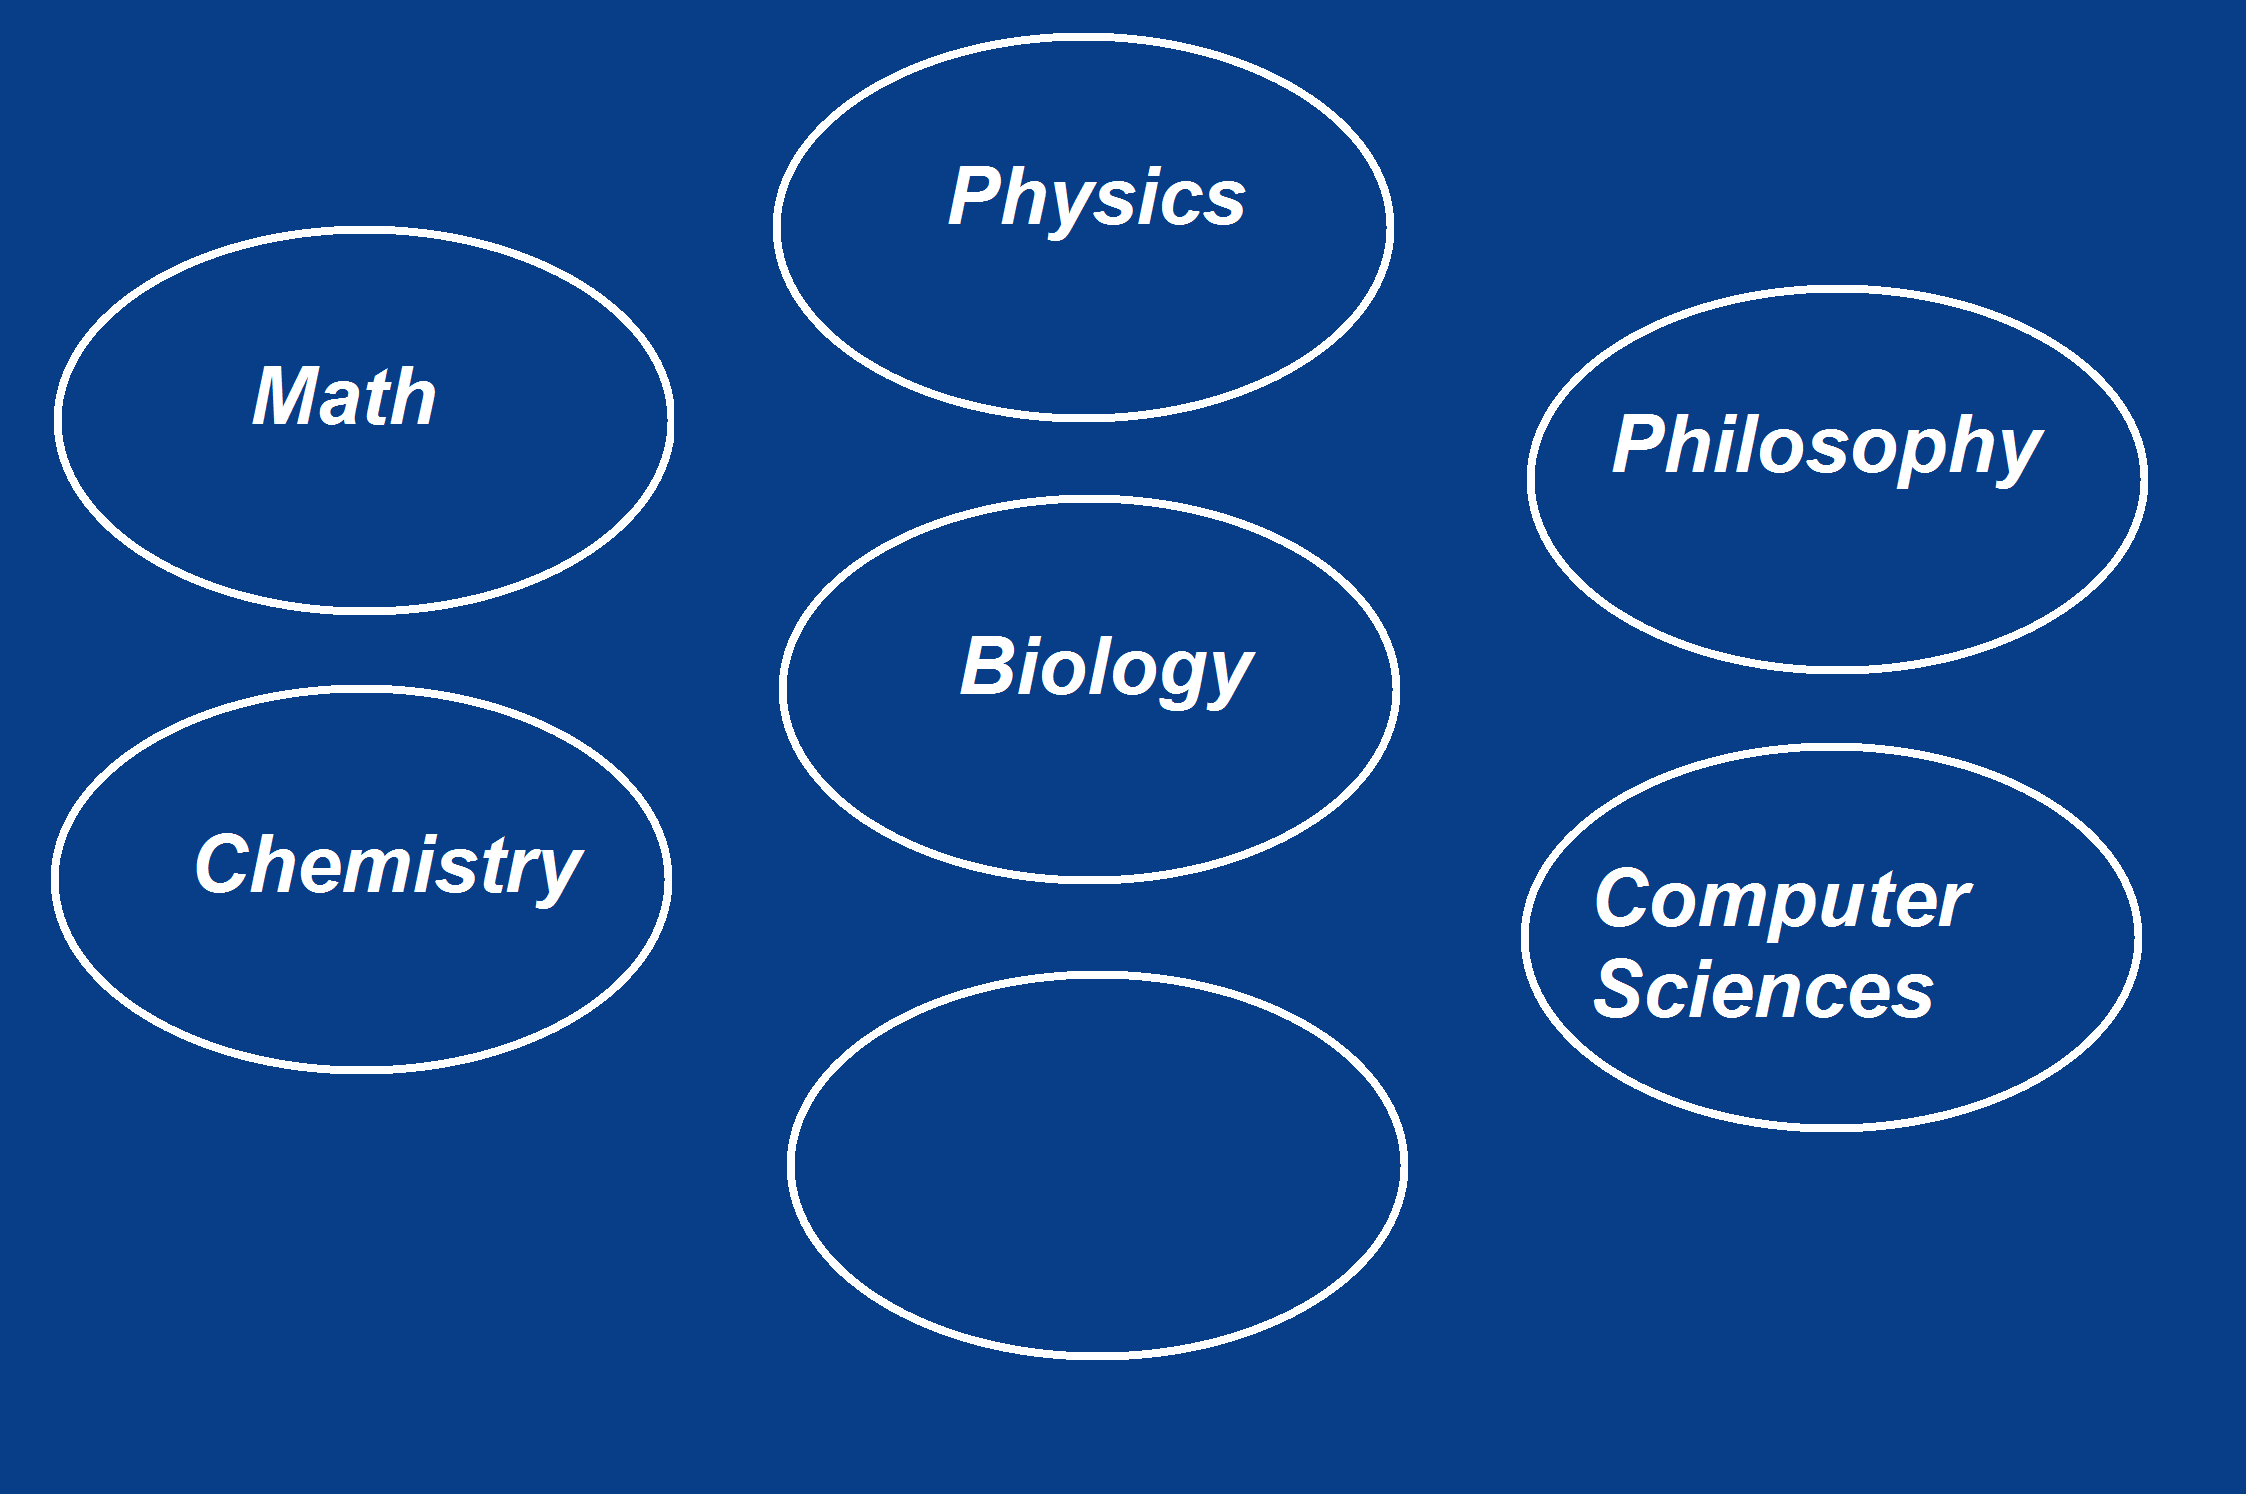 Physics
Math
Philosophy
Biology
Chemistry
Computer
Sciences